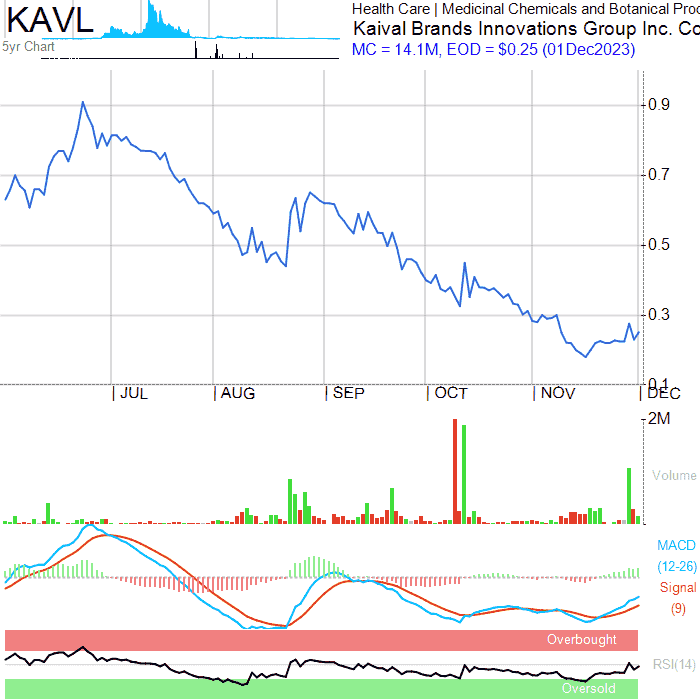 KAVL
5yr Chart
Health Care | Medicinal Chemicals and Botanical Proc
Kaival Brands Innovations Group Inc. Co
MC = 14.1M, EOD = $0.25 (01Dec2023)
0.9
0.7
0.5
0.3
0.1
JUL AUG SEP OCT NOV DEC
2M
Volume
MACD
(12-26)
Signal
(9)
Overbought
RSI(14)
Oversold